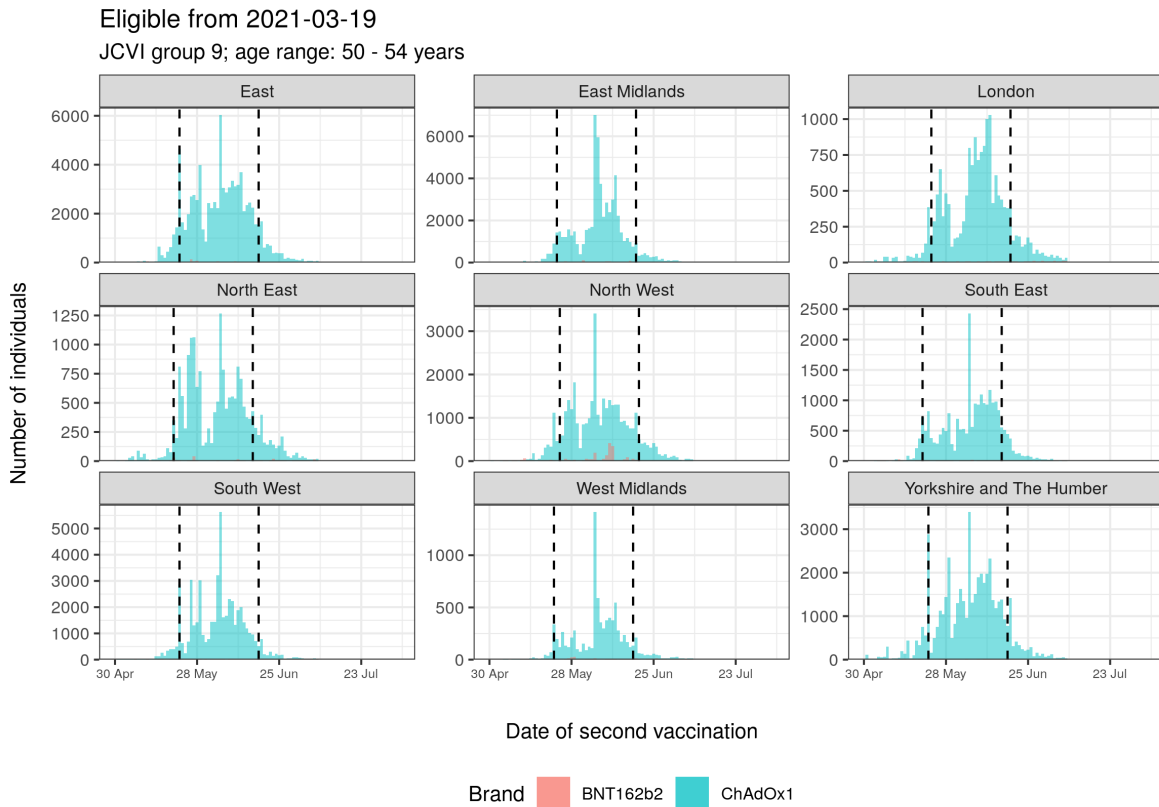 Eligible from 2021-03-19
JCVI group 9; age range: 50 - 54 years
East
East Midlands
London
6000
4000
2000
0
6000
4000
2000
0
1000
750
500
250
0
North East
North West
South East
1250
1000
750
500
250
0
3000
2000
1000
0
2500
2000
1500
1000
500
0
South West
West Midlands
Yorkshire and The Humber
5000
4000
3000
2000
1000
0
1000
500
0
3000
2000
1000
0
30 Apr 28 May 25 Jun 23 Jul
30 Apr 28 May 25 Jun 23 Jul
30 Apr 28 May 25 Jun 23 Jul
Number of individuals
Date of second vaccination
Brand BNT162b2 ChAdOx1